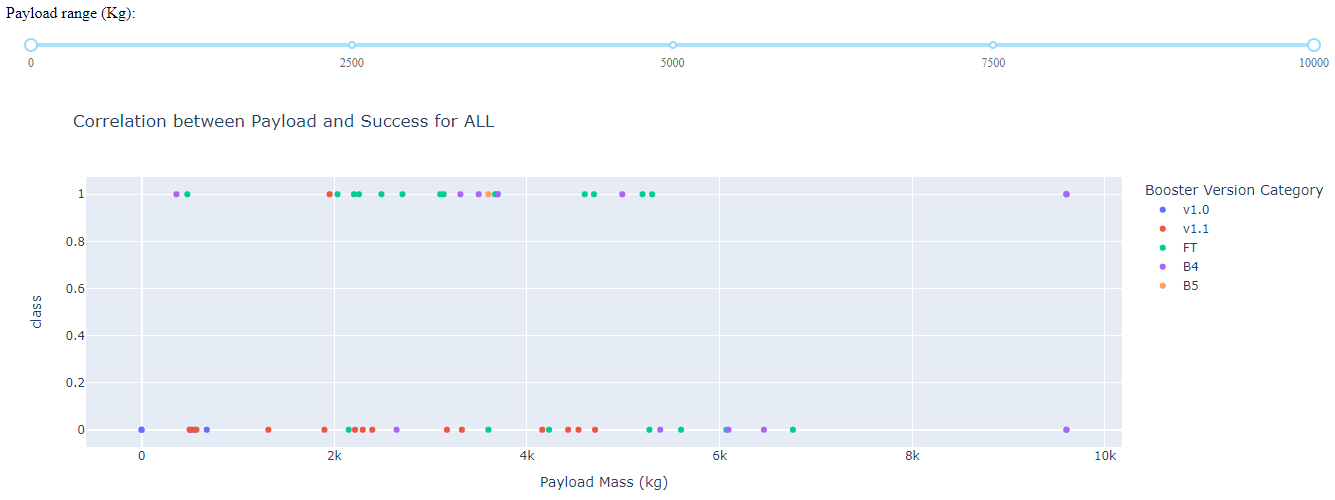 Payload range (Kg):
0 2500 5000 7500 10000
Correlation between Payload and Success for ALL
Booster Version Category
v1.0
v1.1
FT
B4
B5
class
1
0.8
0.6
0.4
0.2
0
0 2k 4k 6k 8k 10k
Payload Mass (kg)